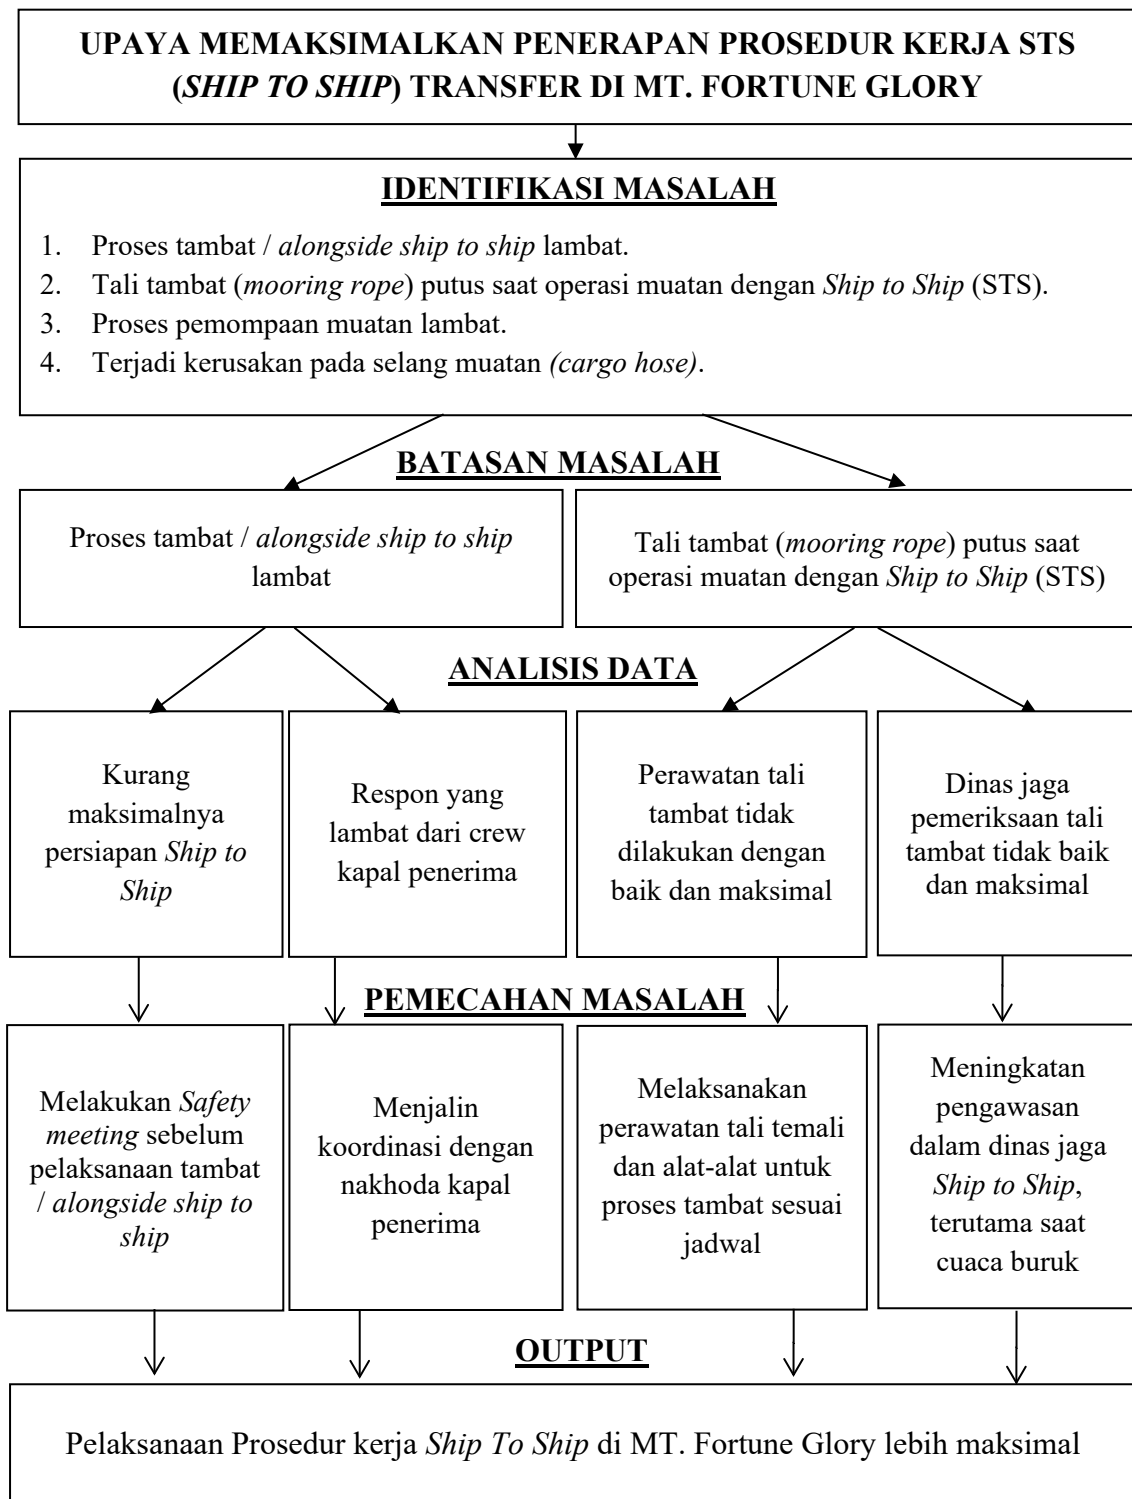 UPAYA MEMAKSIMALKAN PENERAPAN PROSEDUR KERJA STS
(SHIP TO SHIP) TRANSFER DI MT. FORTUNE GLORY
IDENTIFIKASI MASALAH
1. Proses tambat / alongside ship to ship lambat.
2. Tali tambat (mooring rope) putus saat operasi muatan dengan Ship to Ship (STS).
3. Proses pemompaan muatan lambat.
4. Terjadi kerusakan pada selang muatan (cargo hose).
BATASAN MASALAH
Proses tambat / alongside ship to ship
lambat
Tali tambat (mooring rope) putus saat
operasi muatan dengan Ship to Ship (STS)
ANALISIS DATA
Kurang
maksimalnya
persiapan Ship to
Ship
Respon yang
lambat dari crew
kapal penerima
Perawatan tali
tambat tidak
dilakukan dengan
baik dan maksimal
Dinas jaga
pemeriksaan tali
tambat tidak baik
dan maksimal
PEMECAHAN MASALAH
Melakukan Safety
meeting sebelum
pelaksanaan tambat
/ alongside ship to
ship
Menjalin
koordinasi dengan
nakhoda kapal
penerima
Melaksanakan
perawatan tali temali
dan alat-alat untuk
proses tambat sesuai
jadwal
Meningkatan
pengawasan
dalam dinas jaga
Ship to Ship,
terutama saat
cuaca buruk
OUTPUT
Pelaksanaan Prosedur kerja Ship To Ship di MT. Fortune Glory lebih maksimal